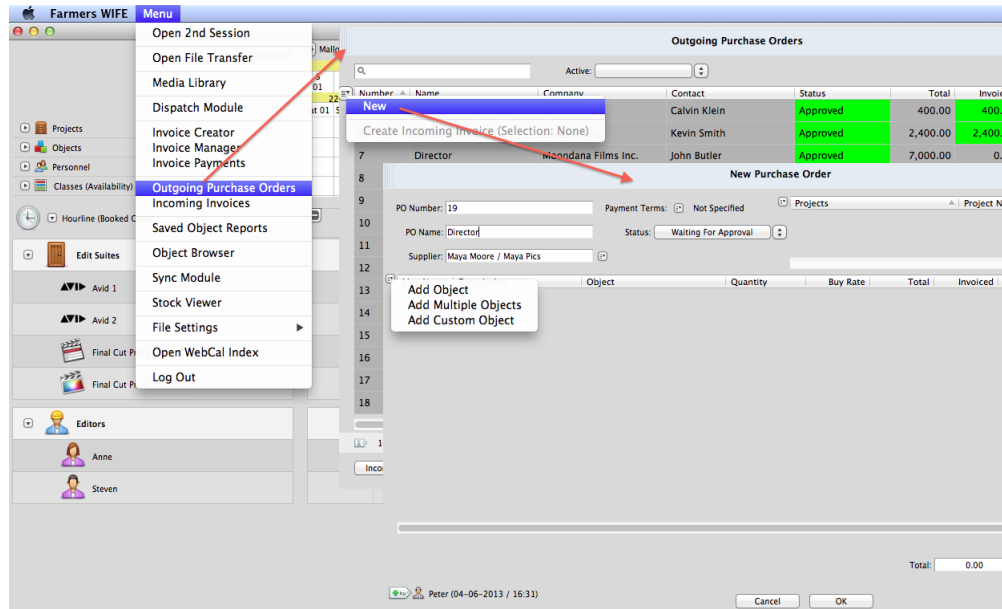 Farmers WIFE Menu
Open 2nd Session
Open File Transfer
Media Library
Dispatch Module
Invoice Creator
Invoice Manager
Invoice Payments
Outgoing Purchase Orders
Incoming Invoices
Saved Object Reports
Object Browser
Sync Module
Stock Viewer
File Settings
Open WebCal Index
Log Out
Projects
Objects
Personnel
Classes (Availability)
Hourline (Booked
Edit Suites
Avid 1
Avid 2
Final Cut
Final Cut
Editors
Anne
Steven
Outgoing Purchase Orders
Active:
Number Name Company Contact Status Total
New
Create Incoming Invoice (Selection: None)
Calvin Klein Approved 400.00 400.
Kevin Smith Approved 2,400.00 2,400.
7 Director Moondana Films Inc. John Butler Approved 7,000.00 0.
8
9
10
11
12
13
14
15
16
17
18
New Purchase Order
PO Number: 19 Payment Terms: Not Specified Projects Project N
PO Name: Director Status: Waiting For Approval
Supplier: Maya Moore / Maya Pics
Object Quantity Buy Rate Total Invoiced
Add Object
Add Multiple Objects
Add Custom Object
Total: 0.00
by Peter (04-06-2013 / 16:31)
Cancel OK